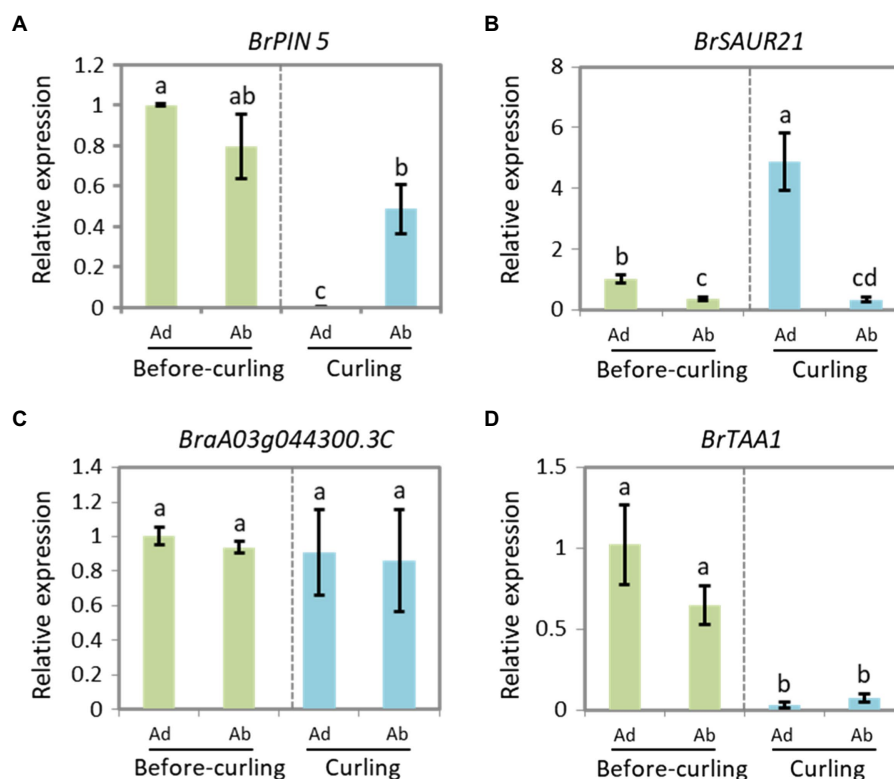 A
BrPIN 5
Relative expression
1.2
1
0.8
0.6
0.4
0.2
0
a
ab
c
b
Ad
Ab
Ad
Ab
Before-curling
Curling
B
BrSAUR21
Relative expression
8
6
4
2
0
b
c
a
cd
Ad
Ab
Ad
Ab
Before-curling
Curling
C
BraA03g044300.3C
Relative expression
1.4
1.2
1
0.8
0.6
0.4
0.2
0
a
a
a
a
Ad
Ab
Ad
Ab
Before-curling
Curling
D
BrTAA1
Relative expression
1.5
1
0.5
0
a
a
b
b
Ad
Ab
Ad
Ab
Before-curling
Curling